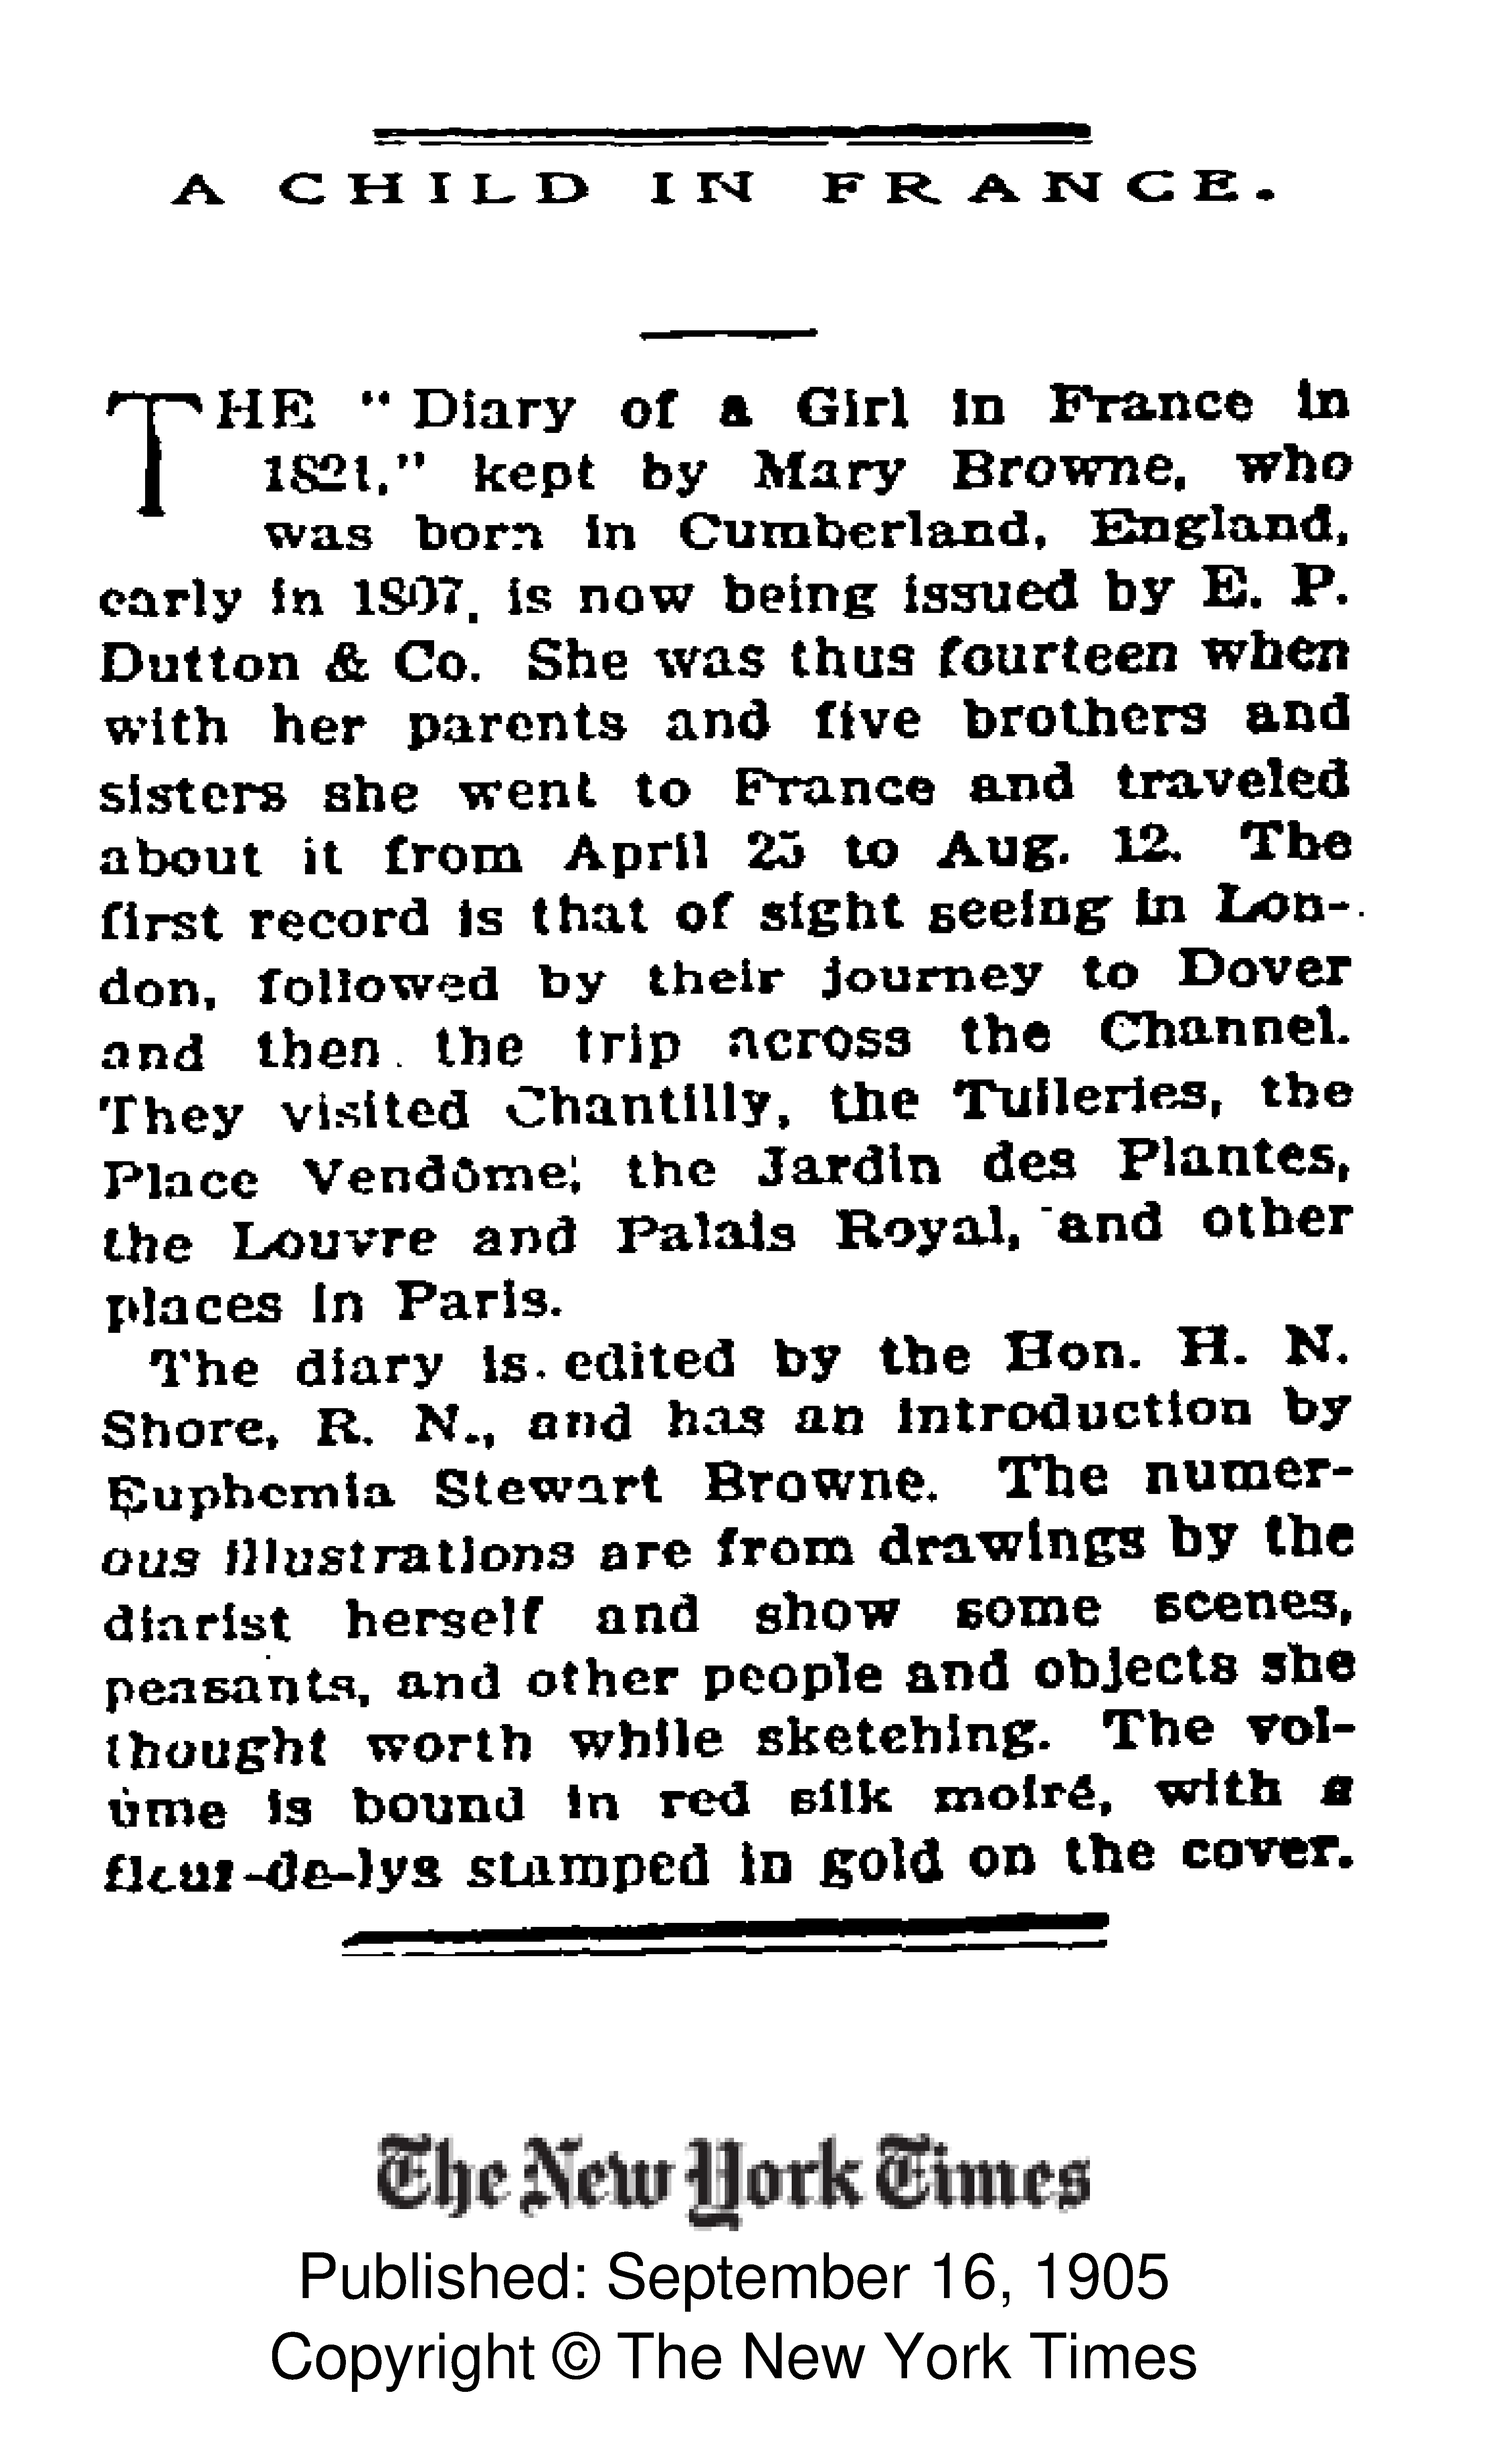 A CHILD IN FRANCE.
THE "Diary of a Girl in France in
1821," kept by Mary Browne, who
was born in Cumberland, England,
early in 1807, is now being issued by E. P.
Dutton & Co. She was thus fourteen when
with her parents and five brothers and
sisters she went to France and traveled
about it from April 25 to Aug. 12. The
first record is that of sight seeing in Lon-
don, followed by their journey to Dover
and then the trip across the Channel.
They visited Chantilly, the Tuileries, the
Place Vendôme, the Jardin des Plantes,
the Louvre and Palais Royal, and other
places in Paris.
The diary is edited by the Hon. H. N.
Shore, R. N., and has an introduction by
Euphemia Stewart Browne. The numer-
ous illustrations are from drawings by the
diarist herself and show some scenes,
peasants, and other people and objects she
thought worth while sketching. The vol-
ume is bound in red silk moiré, with a
fleur-de-lys stamped in gold on the cover.
The New York Times
Published: September 16, 1905
Copyright © The New York Times